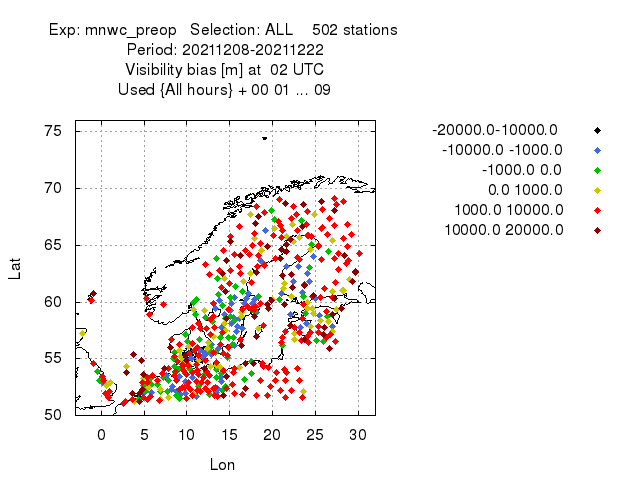 Exp: mnwc_preop Selection: ALL 502 stations
Period: 20211208-20211222
Visibility bias [m] at 02 UTC
Used {All hours} + 00 01 ... 09
-20000.0-10000.0
-10000.0 -1000.0
-1000.0 0.0
0.0 1000.0
1000.0 10000.0
10000.0 20000.0
75
70
65
60
55
50
Lat
0 5 10 15 20 25 30
Lon